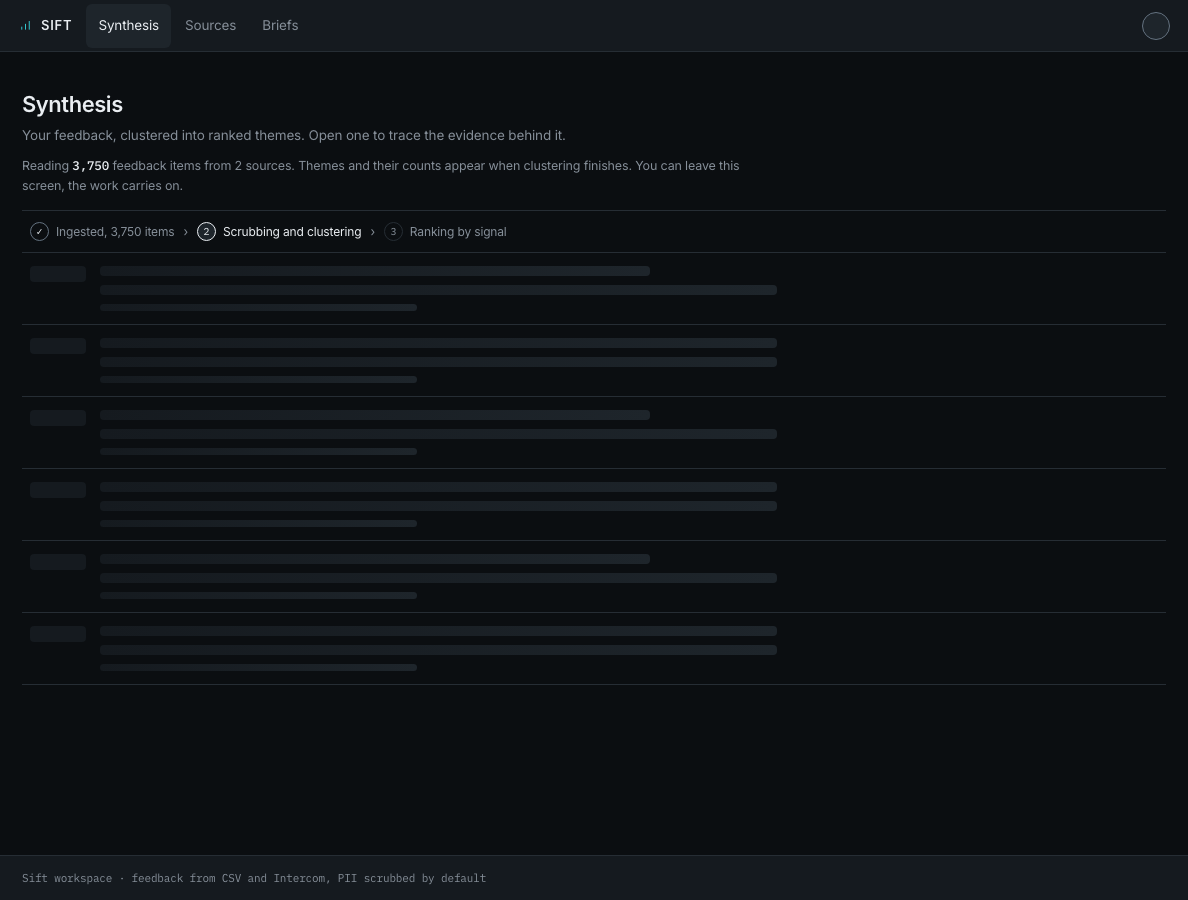 SIFT Synthesis Sources Briefs
Synthesis
Your feedback, clustered into ranked themes. Open one to trace the evidence behind it.
Reading 3,750 feedback items from 2 sources. Themes and their counts appear when clustering finishes. You can leave this
screen, the work carries on.
✓ Ingested, 3,750 items › 2 Scrubbing and clustering › 3 Ranking by signal
Sift workspace · feedback from CSV and Intercom, PII scrubbed by default